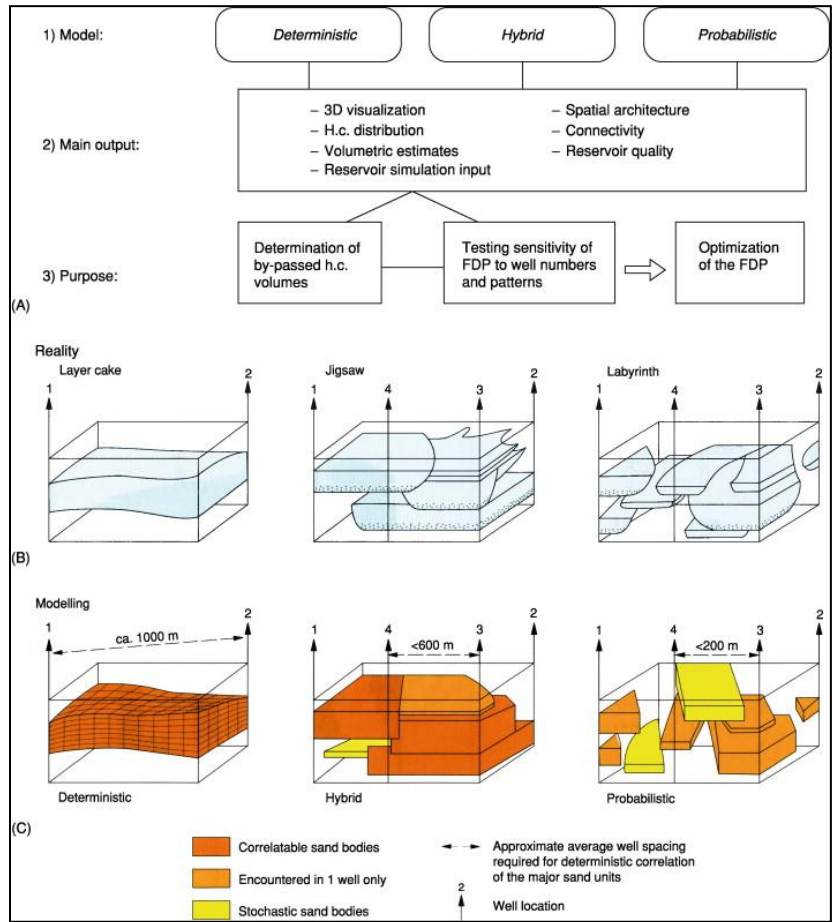 1) Model:
Deterministic
Hybrid
Probabilistic
2) Main output:
– 3D visualization
– H.c. distribution
– Volumetric estimates
– Reservoir simulation input
– Spatial architecture
– Connectivity
– Reservoir quality
3) Purpose:
Determination of
by-passed h.c.
volumes
Testing sensitivity of
FDP to well numbers
and patterns
Optimization
of the FDP
(A)
Reality
Layer cake
Jigsaw
Labyrinth
1
2
1
4
3
2
1
4
3
2
(B)
Modelling
1
ca. 1000 m
2
1
4
<600 m
3
2
1
4
<200 m
3
2
Deterministic
Hybrid
Probabilistic
(C)
Correlatable sand bodies
Encountered in 1 well only
Stochastic sand bodies
Approximate average well spacing
required for deterministic correlation
of the major sand units
2
Well location